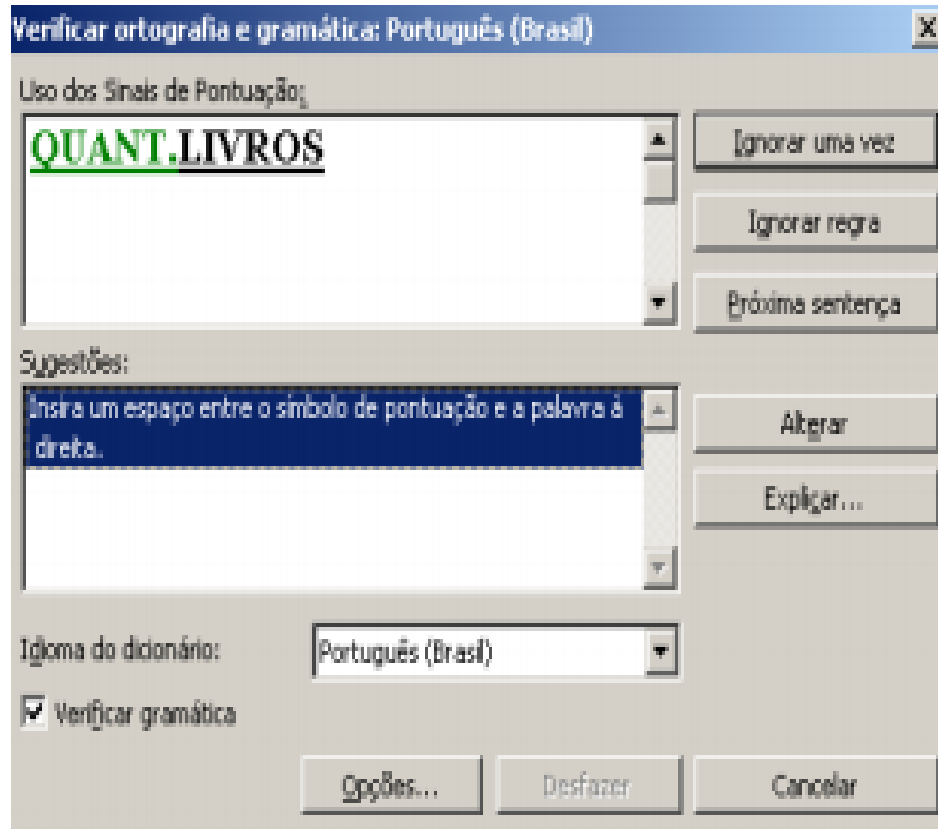 Verificar ortografia e gramática: Português (Brasil)
Uso dos Sinais de Pontuação:
QUANT.LIVROS
Ignorar uma vez
Ignorar regra
Próxima sentença
Sugestões:
Insira um espaço entre o símbolo de pontuação e a palavra à
direita.
Alterar
Explicar...
Idioma do dicionário:
Português (Brasil)
Verificar gramática
Opções...
Desfazer
Cancelar